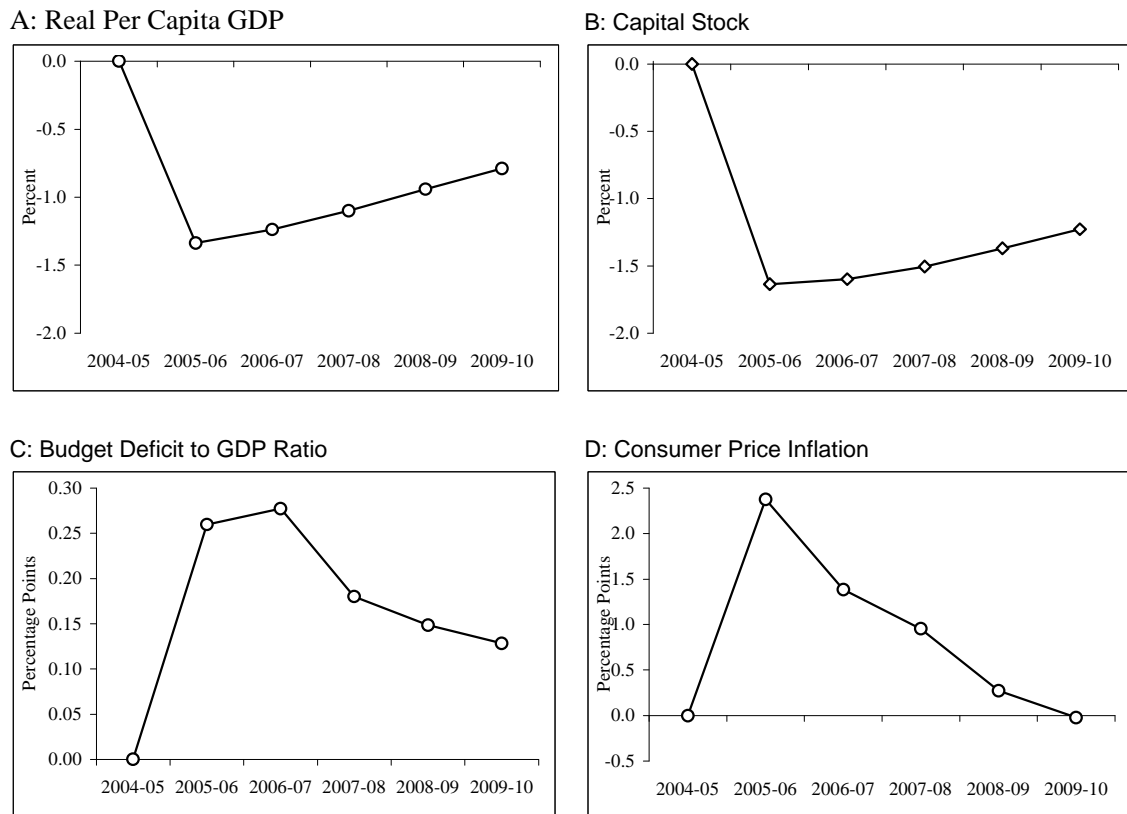 A: Real Per Capita GDP
0.0
-0.5
-1.0
-1.5
-2.0
Percent
2004-05 2005-06 2006-07 2007-08 2008-09 2009-10
B: Capital Stock
0.0
-0.5
-1.0
-1.5
-2.0
Percent
2004-05 2005-06 2006-07 2007-08 2008-09 2009-10
C: Budget Deficit to GDP Ratio
0.30
0.25
0.20
0.15
0.10
0.05
0.00
Percentage Points
2004-05 2005-06 2006-07 2007-08 2008-09 2009-10
D: Consumer Price Inflation
2.5
2.0
1.5
1.0
0.5
0.0
-0.5
Percentage Points
2004-05 2005-06 2006-07 2007-08 2008-09 2009-10